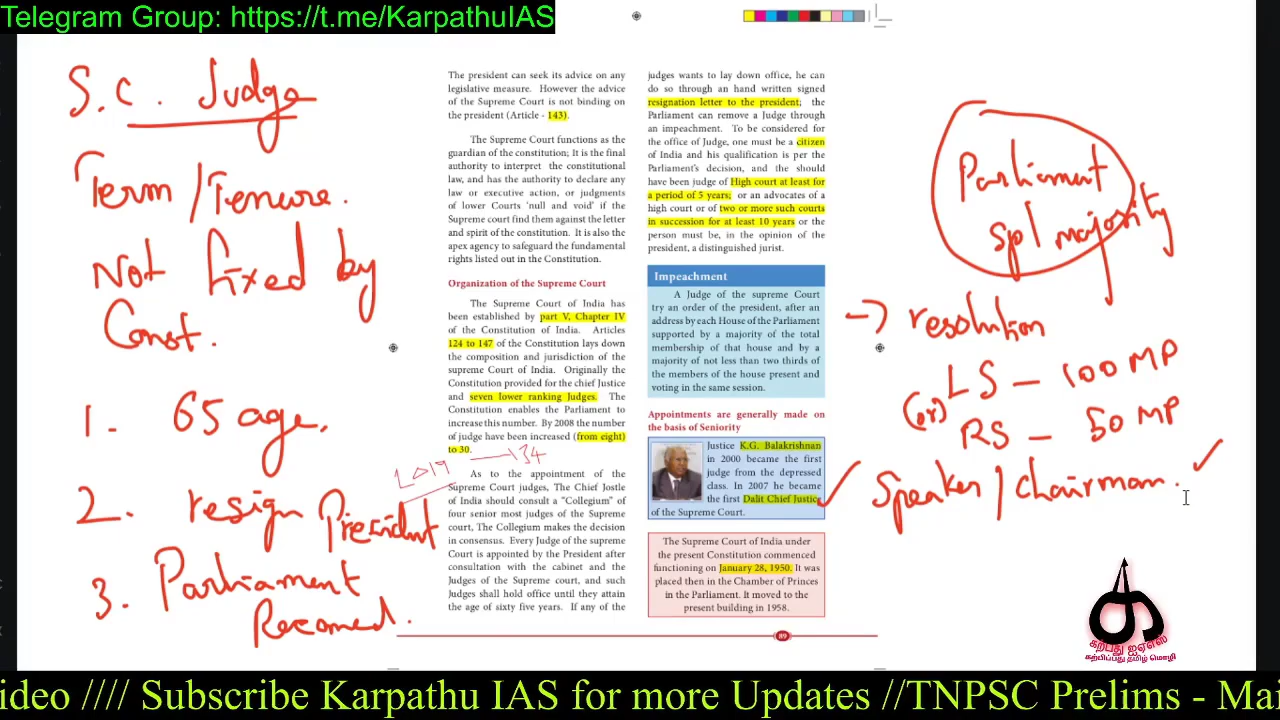 Telegram Group: https://t.me/KarpathuIAS
S.C. Judge
Term/Tenure.
Not fixed by
Const.
1. 65 age,
2. resign President
3. Parliament
Recomed.
The president can seek its advice on any
legislative measure. However the advice
of the Supreme Court is not binding on
the president (Article - 143).
The Supreme Court functions as the
guardian of the constitution; It is the final
authority to interpret the constitutional
law, and has the authority to declare any
law or executive action, or judgments
of lower Courts 'null and void' if the
Supreme court find them against the letter
and spirit of the constitution. It is also the
apex agency to safeguard the fundamental
rights listed out in the Constitution.
Organization of the Supreme Court
The Supreme Court of India has
been established by part V, Chapter IV
of the Constitution of India. Articles
124 to 147 of the Constitution lays down
the composition and jurisdiction of the
supreme Court of India. Originally the
Constitution provided for the chief Justice
and seven lower ranking Judges. The
Constitution enables the Parliament to
increase this number. By 2008 the number
of judge have been increased (from eight)
to 30.
2019 — 34
As to the appointment of the
Supreme Court judges, The Chief Jostle
of India should consult a "Collegium" of
four senior most judges of the Supreme
court, The Collegium makes the decision
in consensus. Every Judge of the supreme
Court is appointed by the President after
consultation with the cabinet and the
Judges of the Supreme court, and such
Judges shall hold office until they attain
the age of sixty five years. If any of the
judges wants to lay down office, he can
do so through an hand written signed
resignation letter to the president; the
Parliament can remove a Judge through
an impeachment. To be considered for
the office of Judge, one must be a citizen
of India and his qualification is per the
Parliament's decision, and the should
have been judge of High court at least for
a period of 5 years; or an advocates of a
high court or of two or more such courts
in succession for at least 10 years or the
person must be, in the opinion of the
president, a distinguished jurist.
Impeachment
A Judge of the supreme Court
try an order of the president, after an
address by each House of the Parliament
supported by a majority of the total
membership of that house and by a
majority of not less than two thirds of
the members of the house present and
voting in the same session.
Appointments are generally made on
the basis of Seniority
Justice K.G. Balakrishnan
in 2000 became the first
judge from the depressed
class. In 2007 he became
the first Dalit Chief Justice
of the Supreme Court.
The Supreme Court of India under
the present Constitution commenced
functioning on January 28, 1950. It was
placed then in the Chamber of Princes
in the Parliament. It moved to the
present building in 1958.
89
Parliament
spl majority
→ resolution
LS — 100 MP
(or)
RS — 50 MP
Speaker / Chairman.
கற்பது ஐஏஎஸ்
கற்பிப்பது தமிழ் மொழி
ideo //// Subscribe Karpathu IAS for more Updates //TNPSC Prelims - Mai